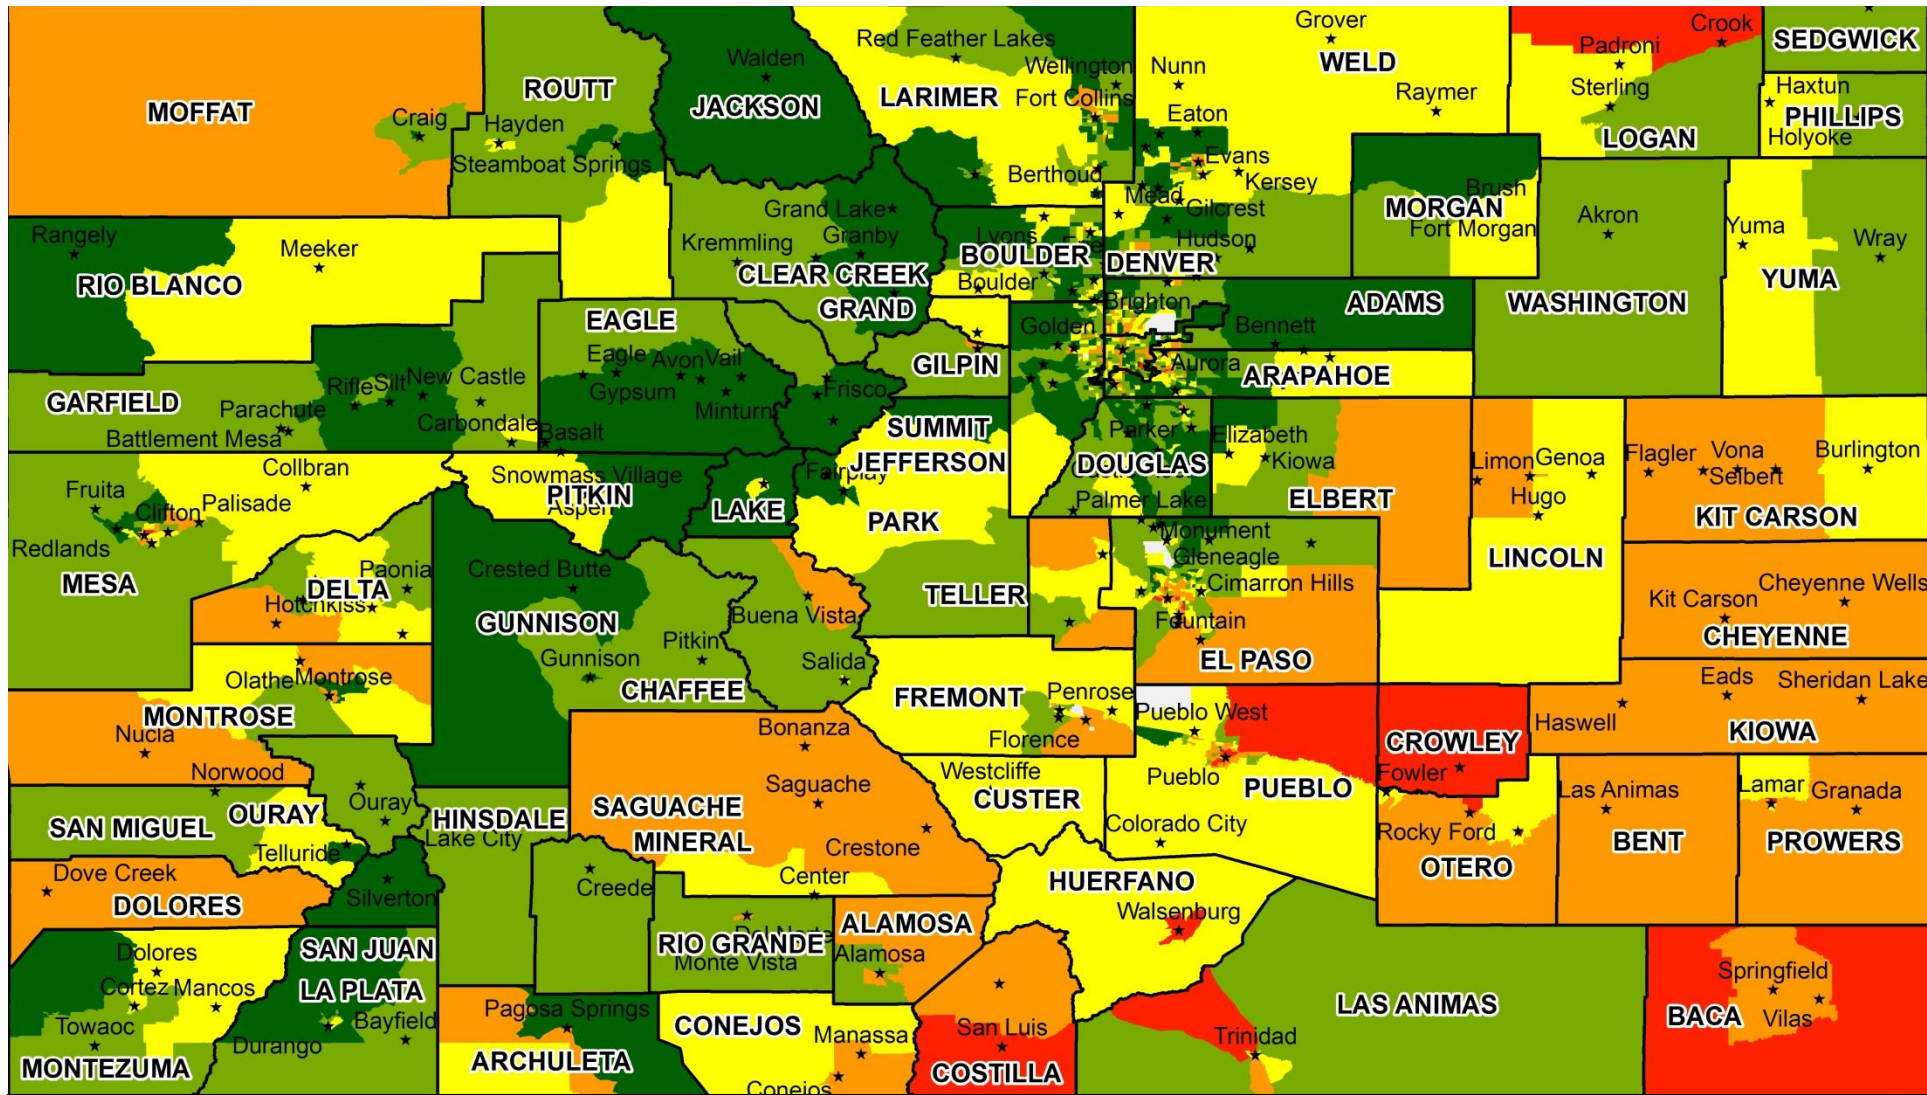 Grover
Crook
Red Feather Lakes
SEDGWICK
Padroni
Walden
Wellington
Nunn
WELD
ROUTT
Sterling
Haxtun
MOFFAT
JACKSON
LARIMER
Fort Collins
Raymer
PHILLIPS
Craig
Hayden
Eaton
LOGAN
Holyoke
Steamboat Springs
Berthoud
Evans
Kersey
Brush
Mead
Grand Lake
Gilcrest
MORGAN
Akron
Fort Morgan
Rangely
Meeker
Kremmling
Granby
Lyons
Erie
Hudson
Yuma
Wray
BOULDER
DENVER
RIO BLANCO
CLEAR CREEK
Boulder
YUMA
GRAND
Brighton
ADAMS
WASHINGTON
EAGLE
Golden
Bennett
Eagle
Avon
Vail
GILPIN
Aurora
ARAPAHOE
Rifle
Silt
New Castle
Gypsum
Frisco
GARFIELD
Parachute
Minturn
Carbondale
Basalt
SUMMIT
Parker
Elizabeth
Battlement Mesa
Collbran
JEFFERSON
DOUGLAS
Kiowa
Limon
Genoa
Flagler
Vona
Burlington
Snowmass Village
Fairplay
Seibert
Fruita
PITKIN
Palmer Lake
ELBERT
Hugo
Palisade
Aspen
LAKE
PARK
KIT CARSON
Clifton
Monument
Redlands
Gleneagle
LINCOLN
MESA
Paonia
Crested Butte
Cimarron Hills
Cheyenne Wells
DELTA
TELLER
Kit Carson
Hotchkiss
Buena Vista
Fountain
GUNNISON
Pitkin
CHEYENNE
Gunnison
Salida
EL PASO
Olathe
Montrose
CHAFFEE
FREMONT
Penrose
Eads
Sheridan Lake
MONTROSE
Pueblo West
Haswell
Nucla
Bonanza
Florence
CROWLEY
KIOWA
Norwood
Westcliffe
Pueblo
Fowler
Saguache
CUSTER
PUEBLO
Las Animas
Lamar
Granada
Ouray
SAGUACHE
OURAY
HINSDALE
SAN MIGUEL
Lake City
MINERAL
Colorado City
Rocky Ford
BENT
PROWERS
Telluride
Crestone
OTERO
Dove Creek
Creede
Center
HUERFANO
Silverton
DOLORES
Walsenburg
ALAMOSA
Del Norte
SAN JUAN
RIO GRANDE
Dolores
Monte Vista
Alamosa
Cortez
Mancos
LA PLATA
Springfield
Pagosa Springs
LAS ANIMAS
BACA
Vilas
Towaoc
Bayfield
CONEJOS
San Luis
Durango
Manassa
Trinidad
MONTEZUMA
ARCHULETA
COSTILLA
Conejos